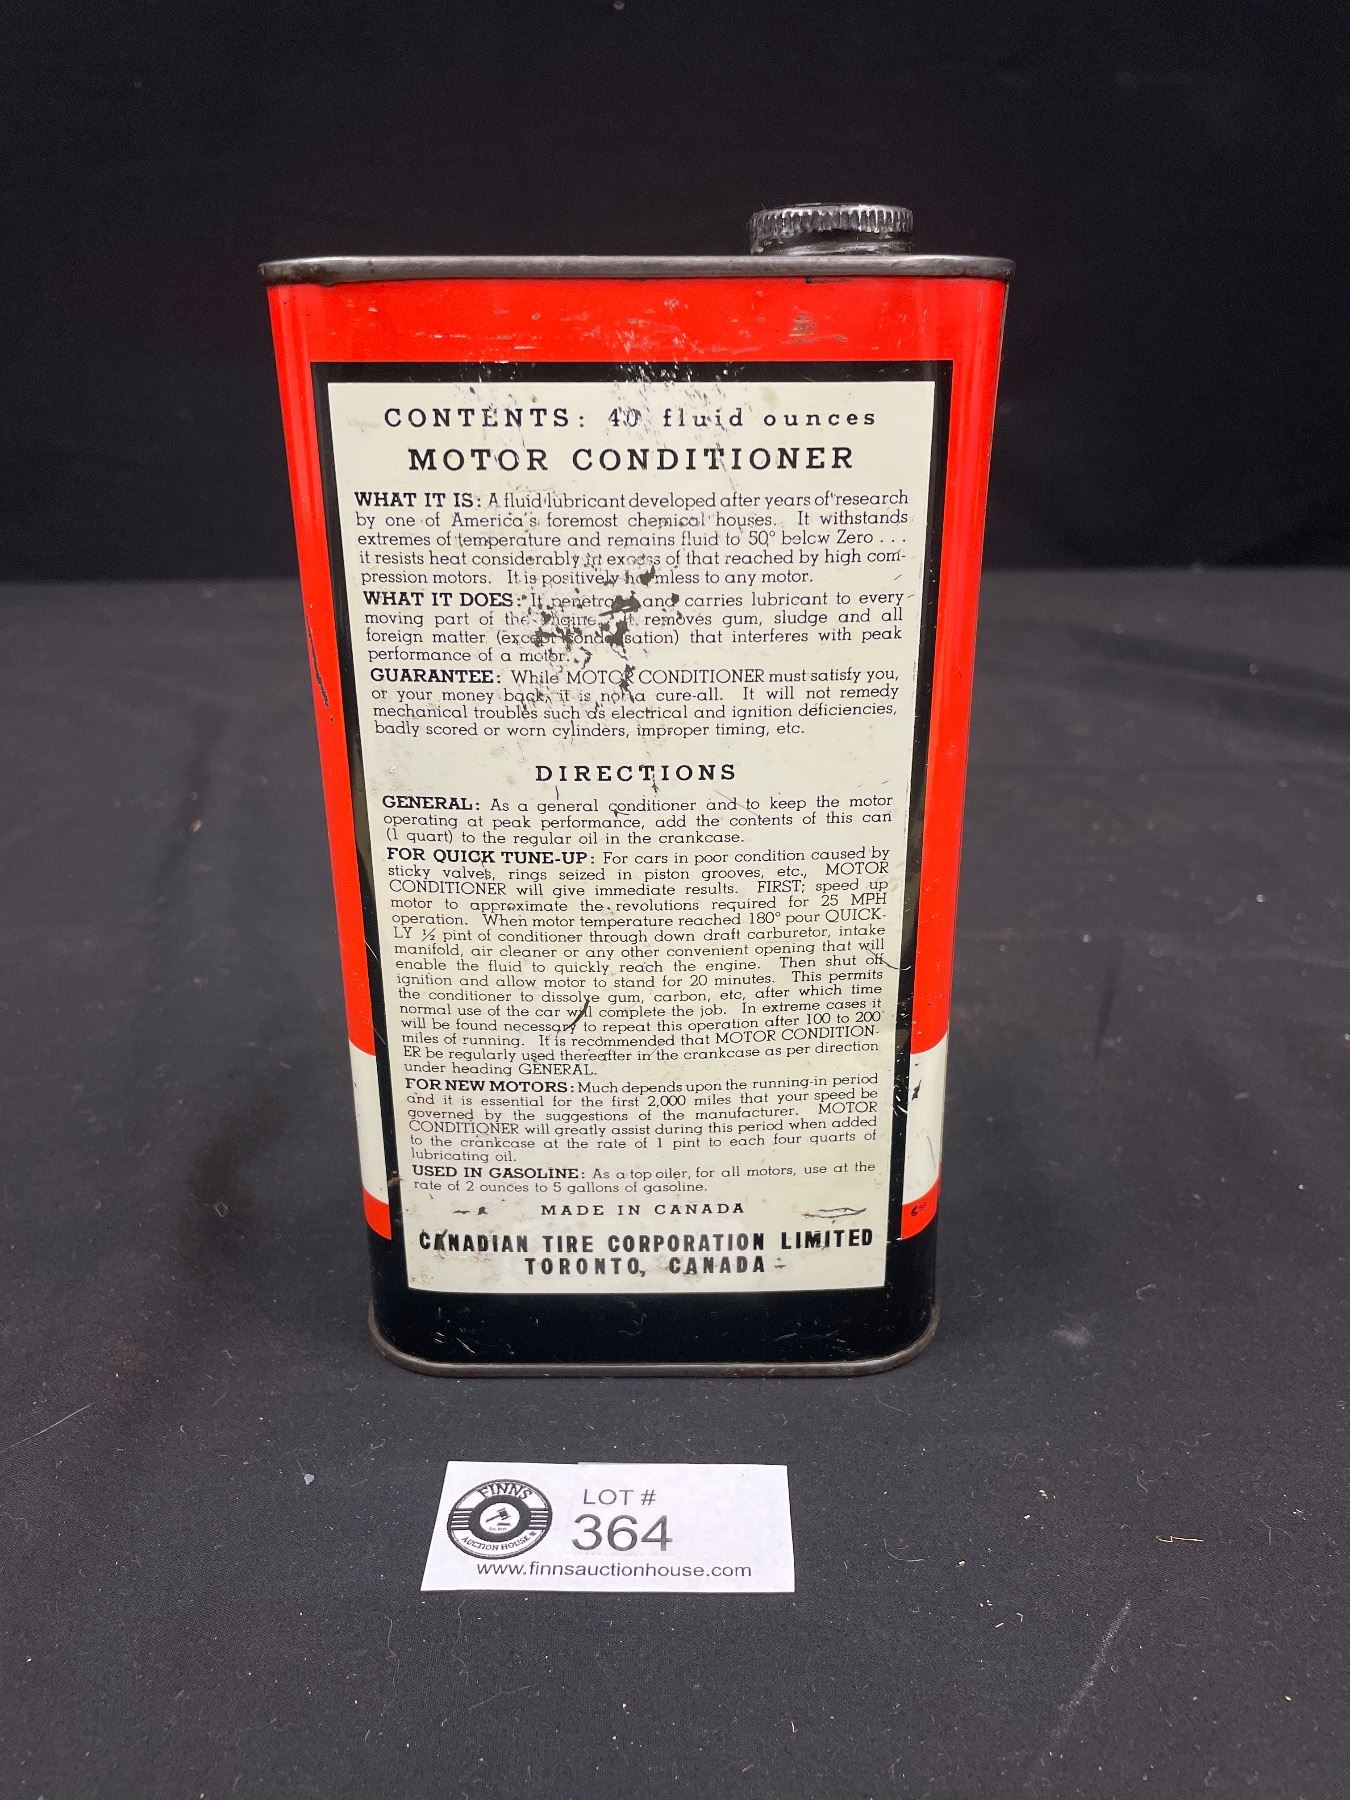 CONTENTS: 40 fluid ounces
MOTOR CONDITIONER
WHAT IT IS: A fluid lubricant developed after years of research
by one of America's foremost chemical houses. It withstands
extremes of temperature and remains fluid to 50° below Zero . . .
it resists heat considerably in excess of that reached by high com-
pression motors. It is positively harmless to any motor.
WHAT IT DOES: It penetrates and carries lubricant to every
moving part of the engine. It removes gum, sludge and all
foreign matter (except condensation) that interferes with peak
performance of a motor.
GUARANTEE: While MOTOR CONDITIONER must satisfy you,
or your money back, it is not a cure-all. It will not remedy
mechanical troubles such as electrical and ignition deficiencies,
badly scored or worn cylinders, improper timing, etc.
DIRECTIONS
GENERAL: As a general conditioner and to keep the motor
operating at peak performance, add the contents of this can
(1 quart) to the regular oil in the crankcase.
FOR QUICK TUNE-UP: For cars in poor condition caused by
sticky valves, rings seized in piston grooves, etc., MOTOR
CONDITIONER will give immediate results. FIRST; speed up
motor to approximate the revolutions required for 25 MPH
operation. When motor temperature reached 180° pour QUICK-
LY ½ pint of conditioner through down draft carburetor, intake
manifold, air cleaner or any other convenient opening that will
enable the fluid to quickly reach the engine. Then shut off
ignition and allow motor to stand for 20 minutes. This permits
the conditioner to dissolve gum, carbon, etc, after which time
normal use of the car will complete the job. In extreme cases it
will be found necessary to repeat this operation after 100 to 200
miles of running. It is recommended that MOTOR CONDITION-
ER be regularly used thereafter in the crankcase as per direction
under heading GENERAL.
FOR NEW MOTORS: Much depends upon the running-in period
and it is essential for the first 2,000 miles that your speed be
governed by the suggestions of the manufacturer. MOTOR
CONDITIONER will greatly assist during this period when added
to the crankcase at the rate of 1 pint to each four quarts of
lubricating oil.
USED IN GASOLINE: As a top oiler, for all motors, use at the
rate of 2 ounces to 5 gallons of gasoline.
MADE IN CANADA
CANADIAN TIRE CORPORATION LIMITED
TORONTO, CANADA
FINNS
AUCTION HOUSE
LOT #
364
www.finnsauctionhouse.com